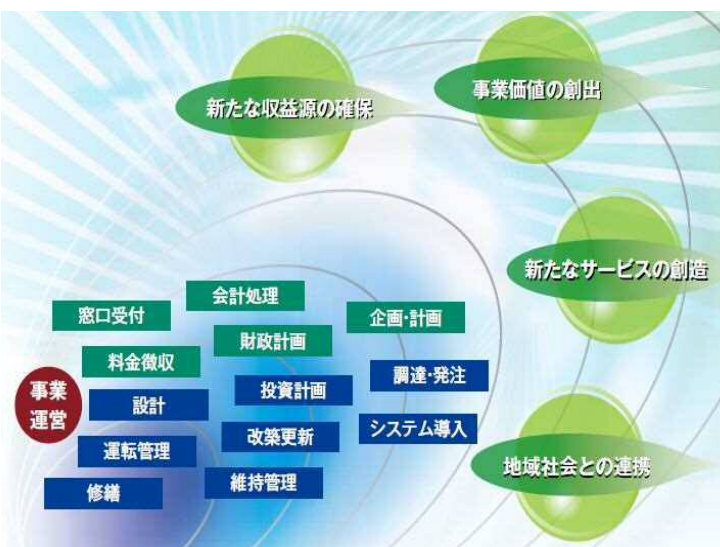 事業価値の創出
新たな収益源の確保
新たなサービスの創造
会計処理
窓口受付
企画・計画
財政計画
料金徴収
調達・発注
投資計画
事業
運営
設計
システム導入
改築更新
運転管理
地域社会との連携
維持管理
修繕